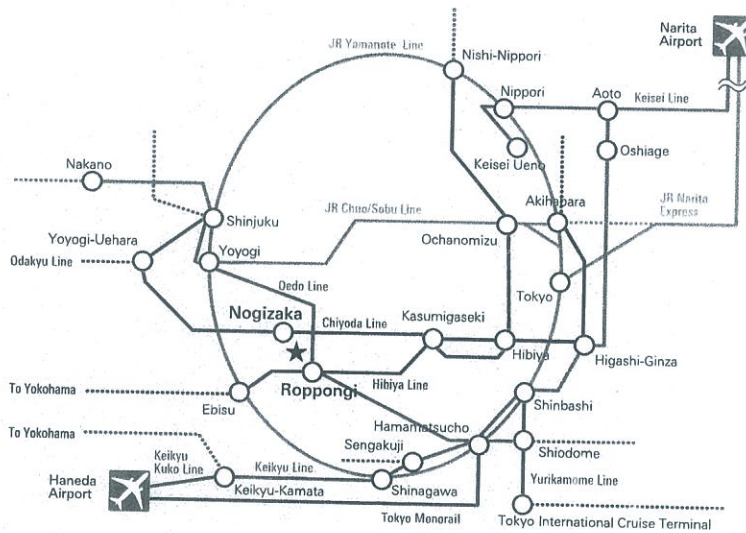 Narita
Airport
JR Yamanote Line
Nishi-Nippori
Nippori
Aoto
Keisei Line
Keisei Ueno
Oshiage
Nakano
Shinjuku
JR Chuo/Sobu Line
Akihabara
JR Narita
Express
Yoyogi-Uehara
Yoyogi
Ochanomizu
Odakyu Line
Oedo Line
Tokyo
Nogizaka
Chiyoda Line
Kasumigaseki
Hibiya
Higashi-Ginza
Roppongi
Hibiya Line
To Yokohama
Ebisu
Shinbashi
Hamamatsucho
To Yokohama
Sengakuji
Shiodome
Keikyu
Kuko Line
Keikyu Line
Haneda
Airport
Keikyu-Kamata
Shinagawa
Yurikamome Line
Tokyo Monorail
Tokyo International Cruise Terminal